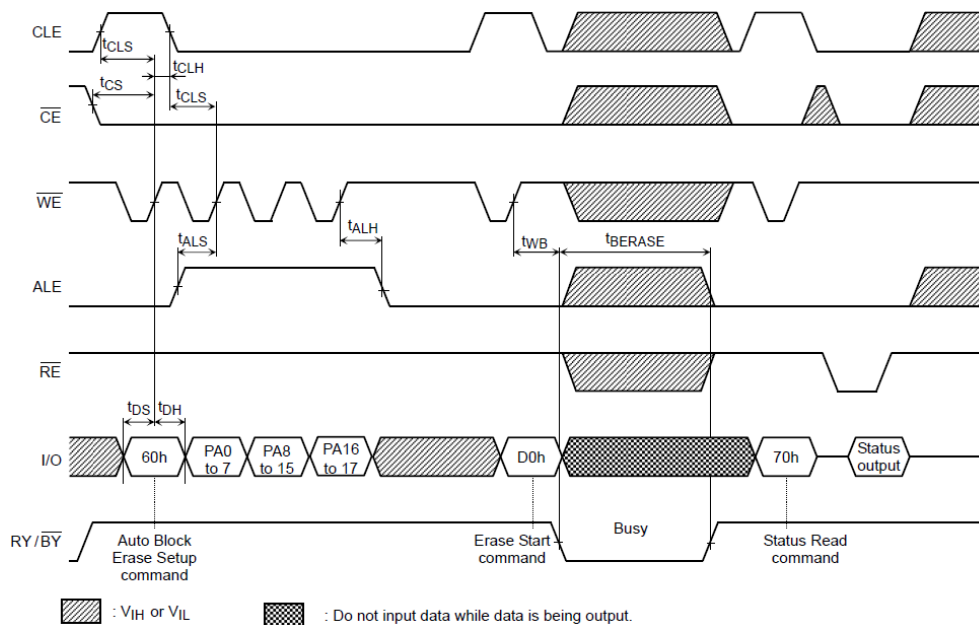 CLE
tCLS
tCLH
tCS
tCLS
CE
WE
tALS
tALH
tWB
tBERASE
ALE
RE
tDS
tDH
I/O
60h
PA0
to 7
PA8
to 15
PA16
to 17
D0h
70h
Status
output
RY / BY
Auto Block
Erase Setup
command
Erase Start
command
Busy
Status Read
command
: VIH or VIL
: Do not input data while data is being output.